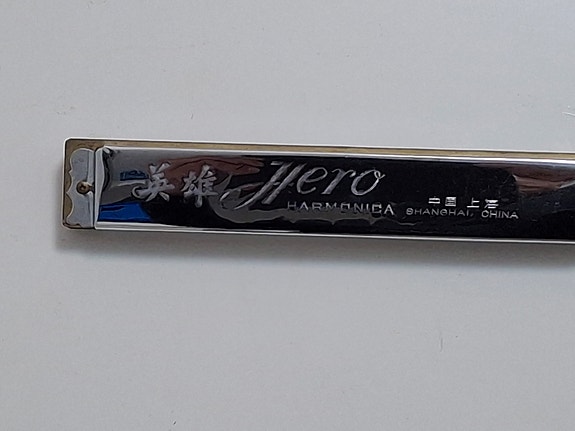 英雄 Hero
HARMONICA
中国 上海
SHANGHAI, CHINA